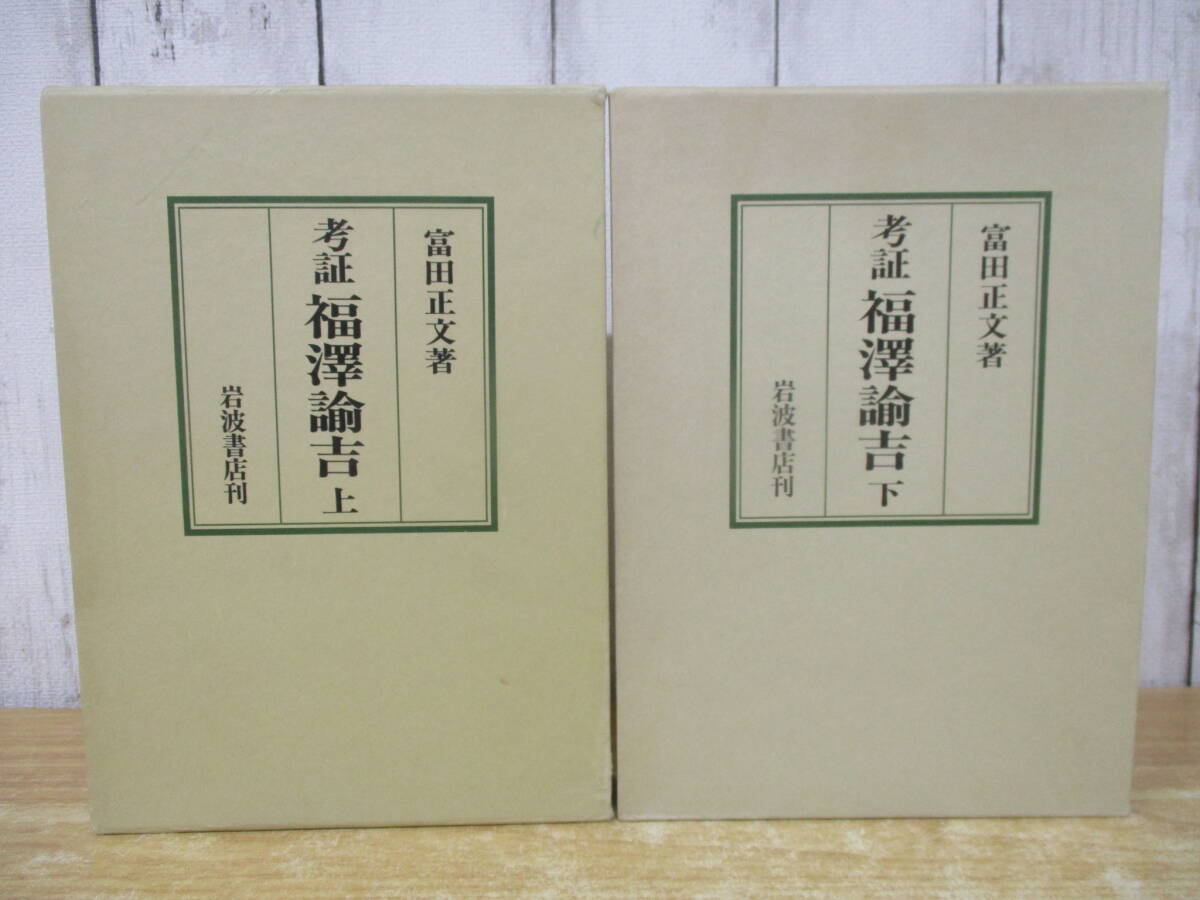 富田正文著
考証 福澤諭吉 上
岩波書店刊
富田正文著
考証 福澤諭吉 下
岩波書店刊